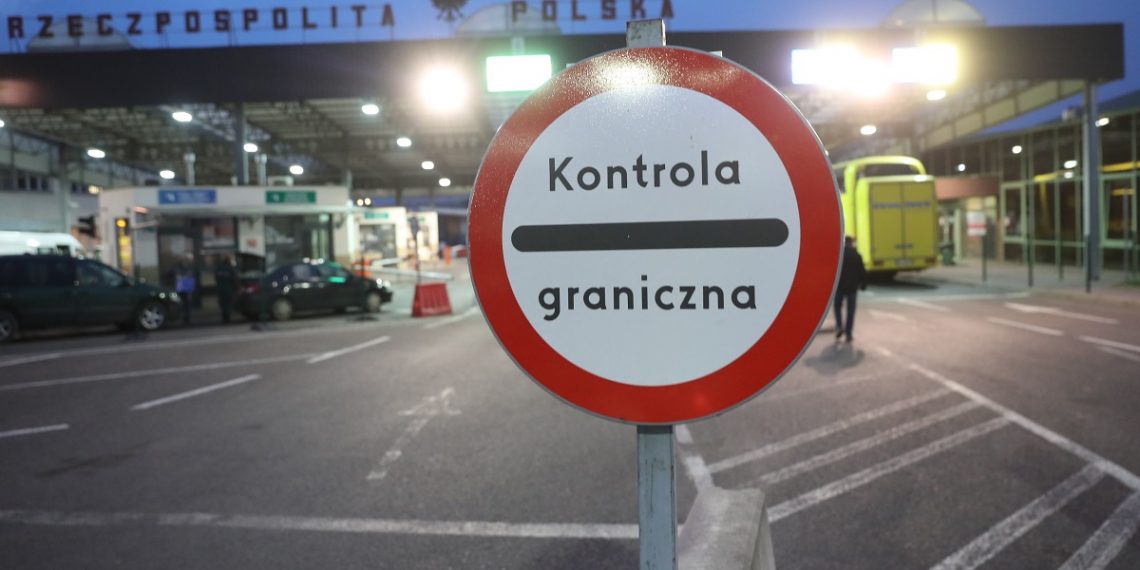 RZECZPOSPOLITA POLSKA
Kontrola
graniczna